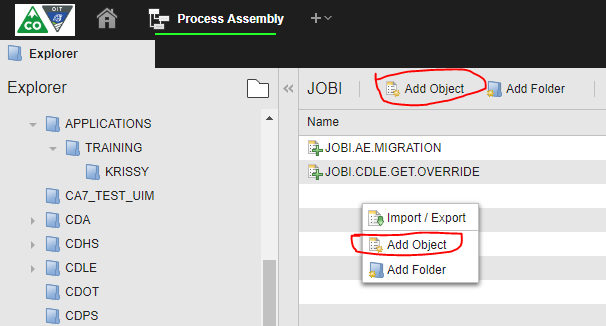 CO OIT Process Assembly
Explorer
Explorer JOBI Add Object Add Folder
Name
APPLICATIONS
TRAINING
KRISSY
CA7_TEST_UIM
CDA
CDHS
CDLE
CDOT
CDPS
JOBI.AE.MIGRATION
JOBI.CDLE.GET.OVERRIDE
Import / Export
Add Object
Add Folder